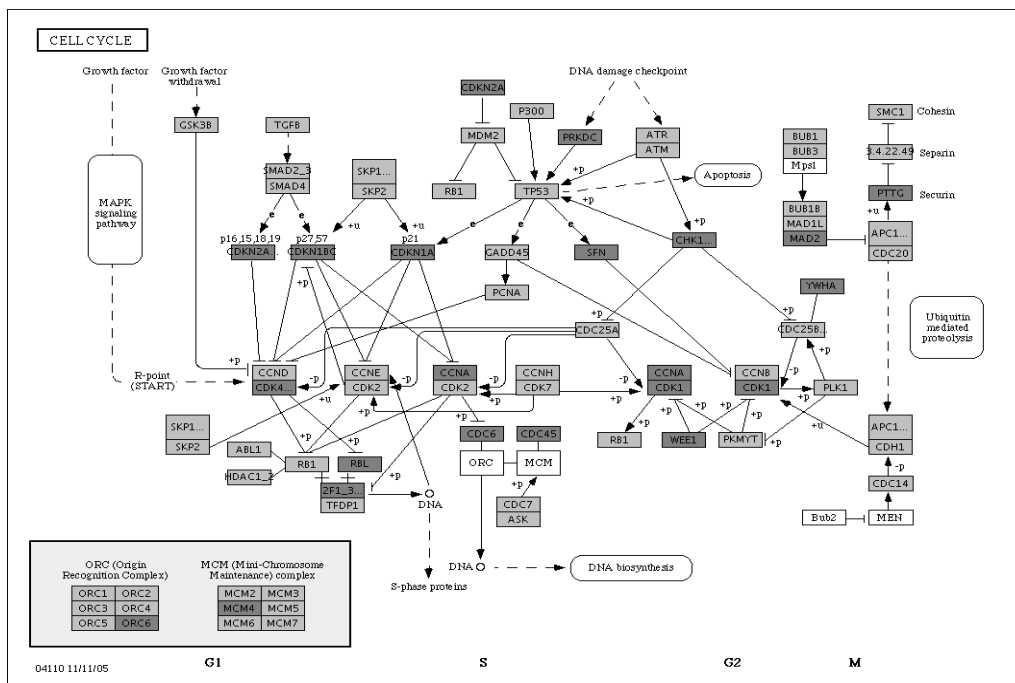 CELL CYCLE
Growth factor
Growth factor
withdrawal
DNA damage checkpoint
CDKN2A
P300
GSK3B
TGFB
MDM2
PRKDC
ATR
ATM
BUB1
BUB3
Mps1
SMC1
Cohesin
3.4.22.49
Separin
MAPK
signaling
pathway
SMAD2_3
SMAD4
SKP1...
SKP2
RB1
TP53
+p
Apoptosis
PTTG
Securin
e
e
+u
+u
e
e
e
+p
+p
BUB1B
MAD1L
MAD2
+u
APC1...
CDC20
p16,15,18,19
CDKN2A...
p27,57
CDKN1BC
p21
CDKN1A
GADD45
SFN
CHK1...
+p
PCNA
YWHA
Ubiquitin
mediated
proteolysis
+p
CDC25A
+p
CDC25B...
R-point
(START)
+p
CCND
CDK4...
-p
CCNE
CDK2
-p
CCNA
CDK2
-p
+p
CCNH
CDK7
-p
+p
CCNA
CDK1
CCNB
CDK1
-p
+p
+p
PLK1
+u
+p
+p
+p
+p
+p
+p
+p
+u
SKP1...
SKP2
ABL1
HDAC1_2
RB1
RBL
+p
2F1_3...
TFDP1
DNA
CDC6
CDC45
ORC
MCM
+p
CDC7
ASK
RB1
WEE1
PKMYT
APC1...
CDH1
-p
CDC14
Bub2
MEN
S-phase proteins
DNA
DNA biosynthesis
ORC (Origin
Recognition Complex)
MCM (Mini-Chromosome
Maintenance) complex
ORC1 ORC2
ORC3 ORC4
ORC5 ORC6
MCM2 MCM3
MCM4 MCM5
MCM6 MCM7
04110 11/11/05
G1
S
G2
M